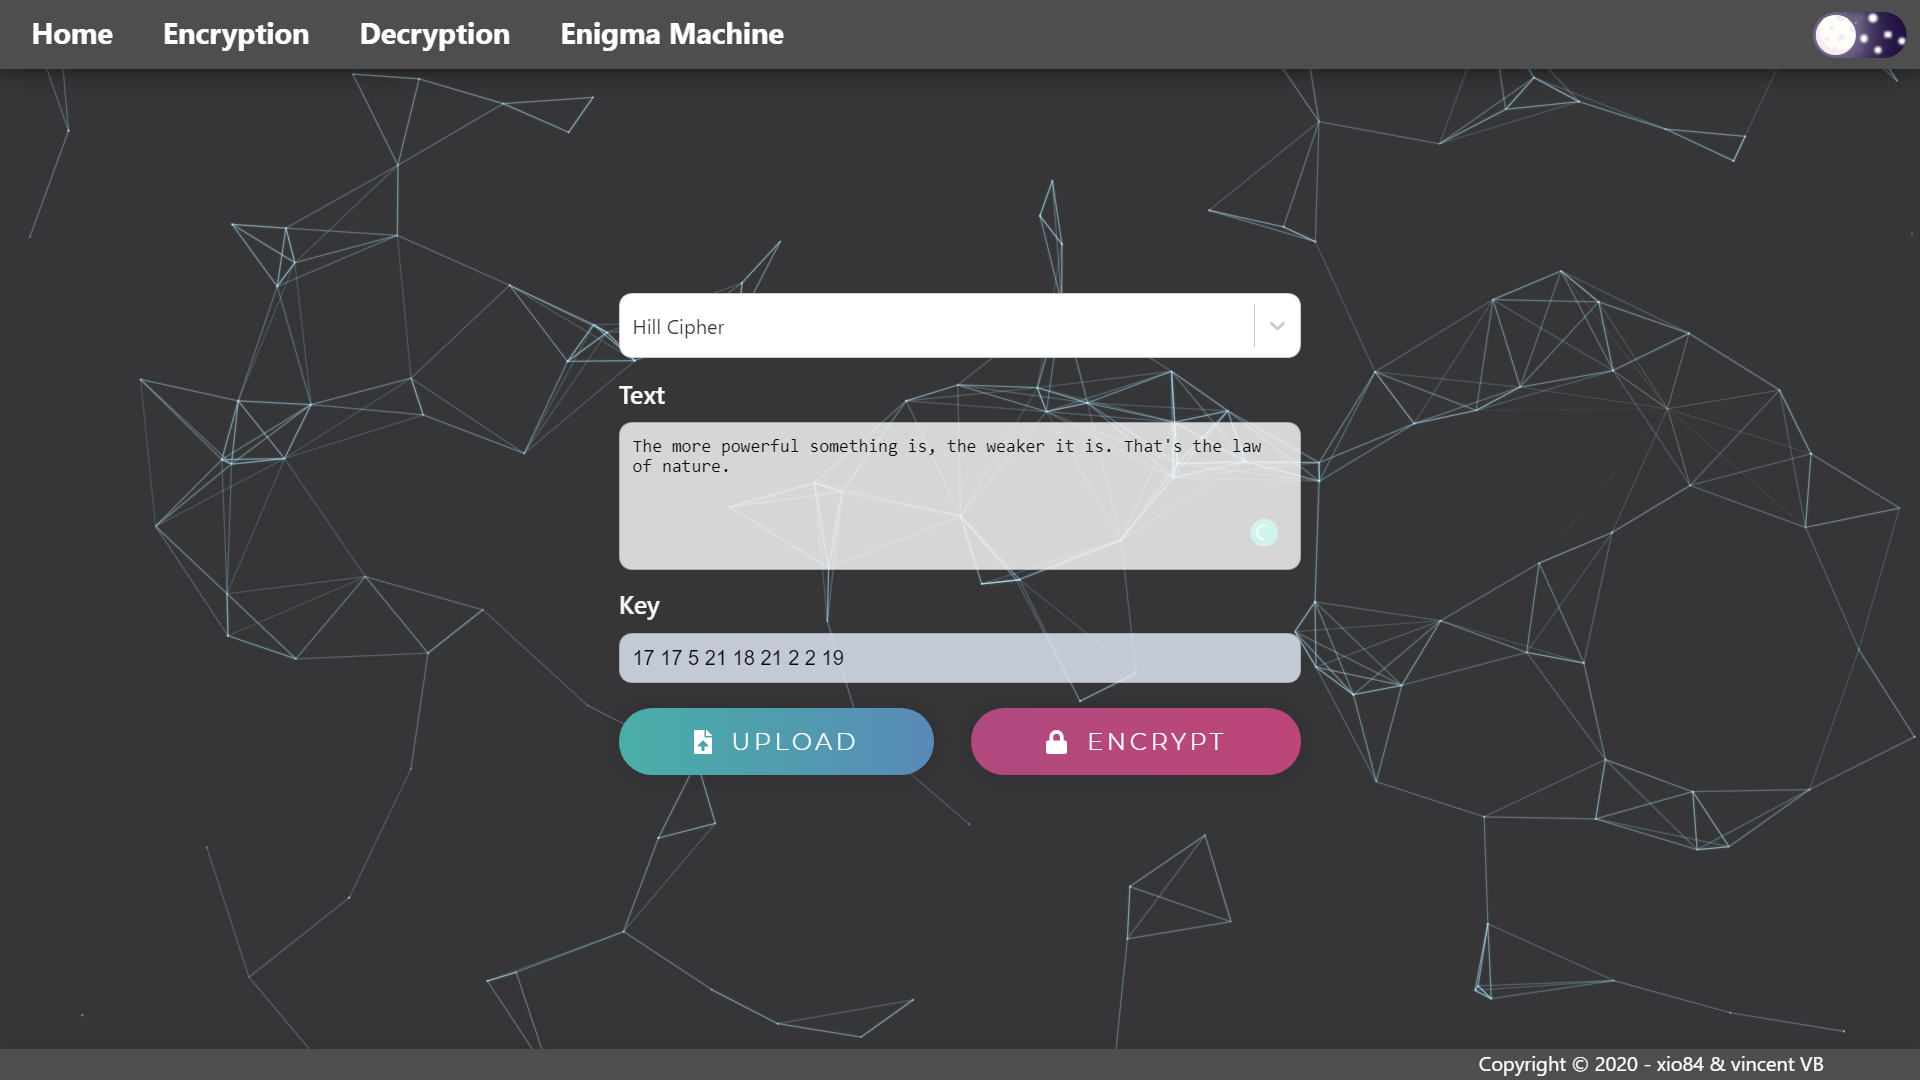 Home Encryption Decryption Enigma Machine
Hill Cipher
Text
The more powerful something is, the weaker it is. That's the law
of nature.
Key
17 17 5 21 18 21 2 2 19
UPLOAD ENCRYPT
Copyright © 2020 - xio84 & vincent VB